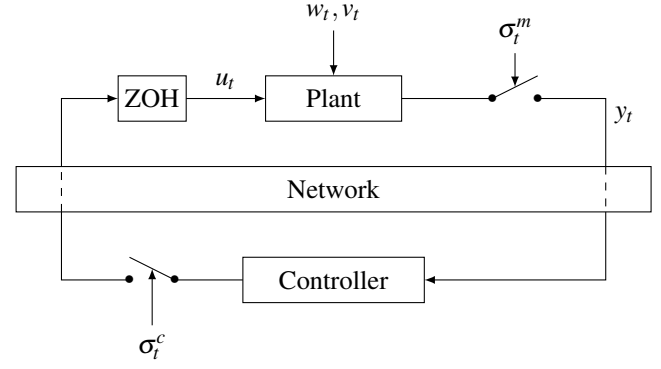 w_t, v_t
σ_t^m
ZOH
u_t
Plant
y_t
Network
Controller
σ_t^c